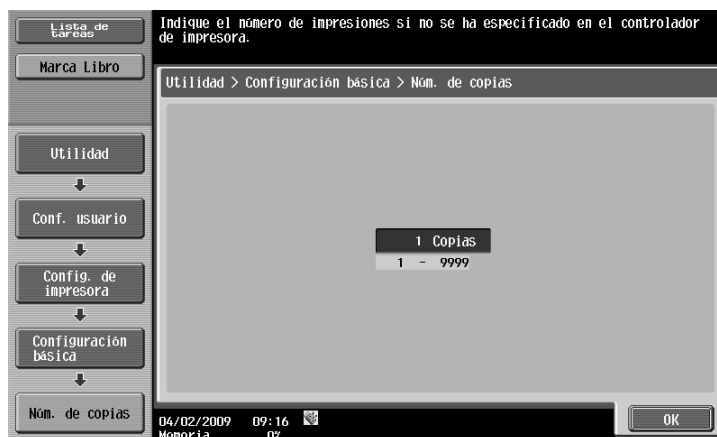 Lista de
tareas
Marca Libro
Indique el número de impresiones si no se ha especificado en el controlador
de impresora.
Utilidad > Configuración básica > Núm. de copias
Utilidad
Conf. usuario
Config. de
impresora
Configuración
básica
Núm. de copias
1 Copias
1 - 9999
04/02/2009 09:16
Memoria 0%
OK